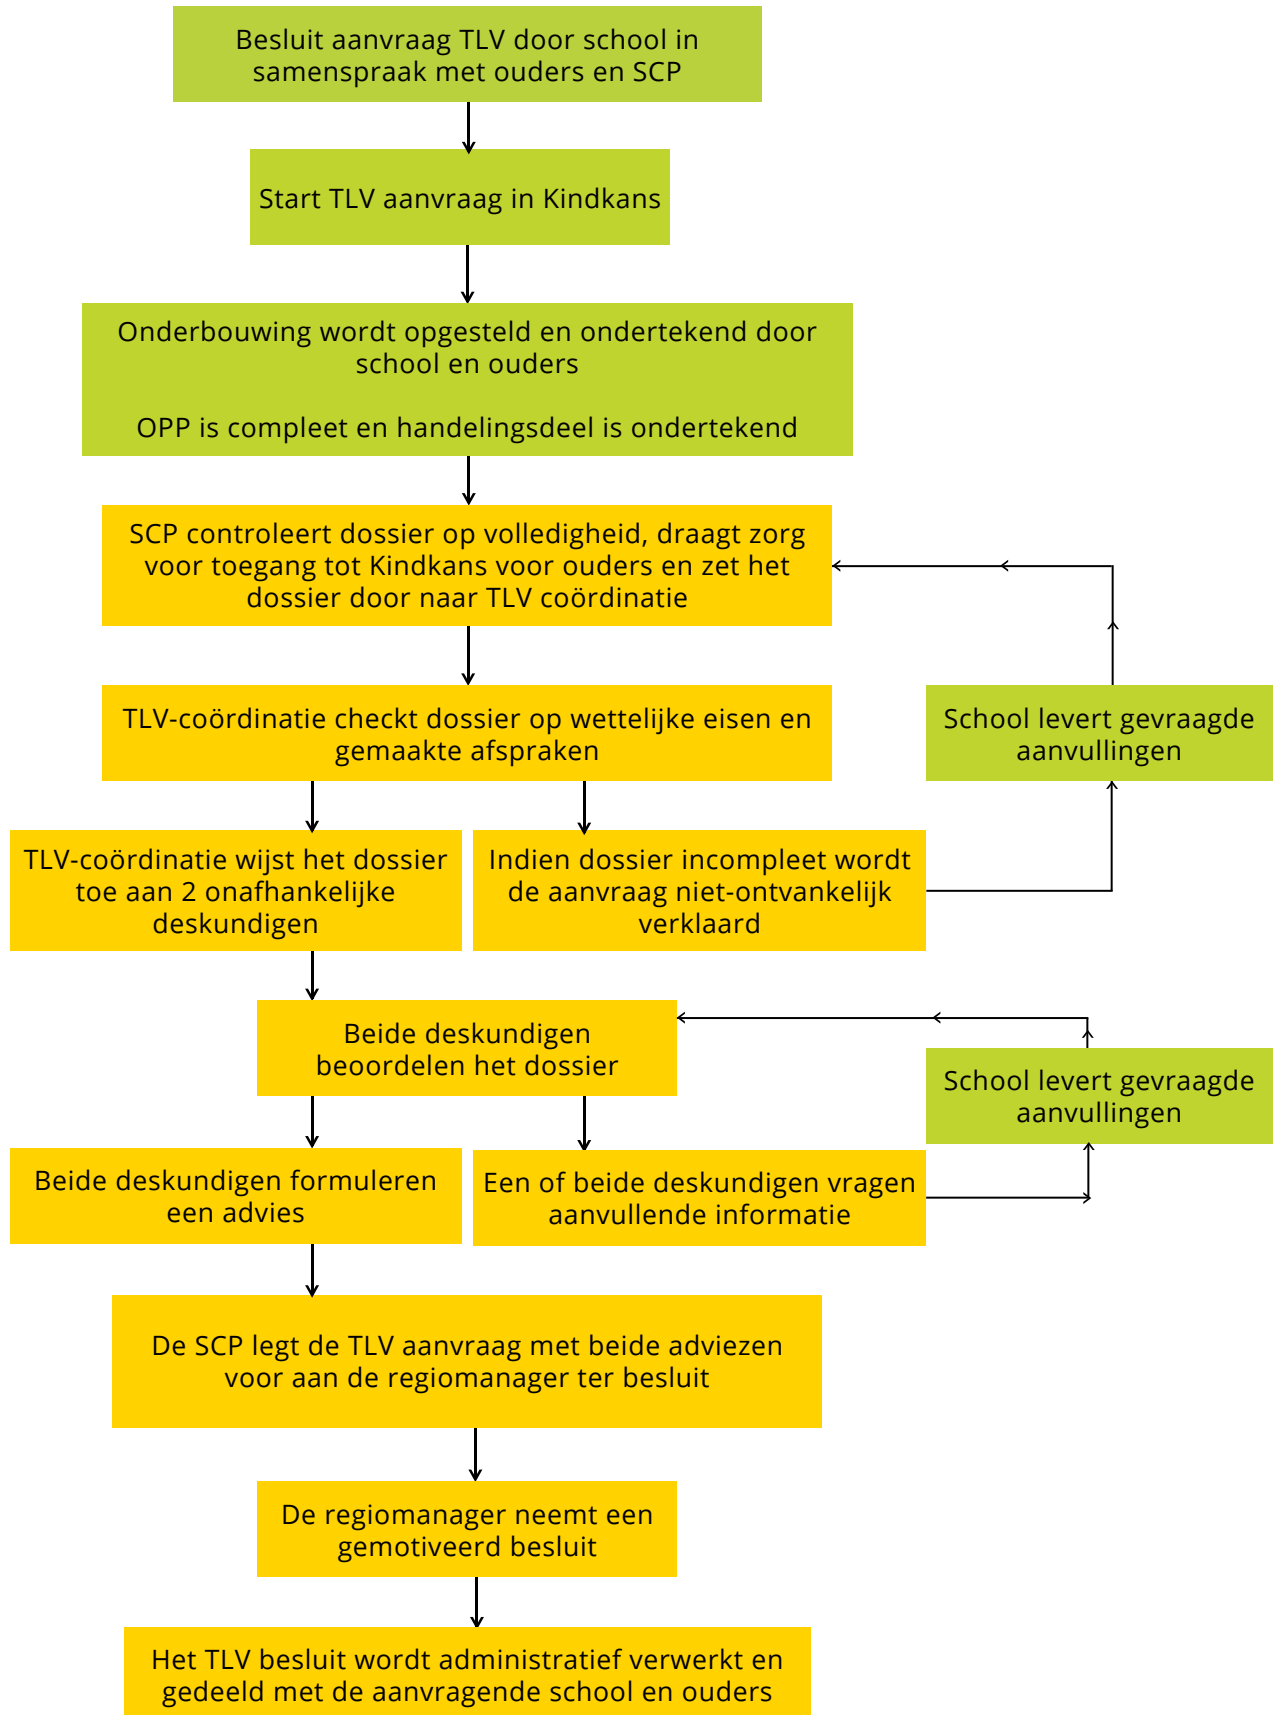 Besluit aanvraag TLV door school in
samenspraak met ouders en SCP
Start TLV aanvraag in Kindkans
Onderbouwing wordt opgesteld en ondertekend door
school en ouders
OPP is compleet en handelingsdeel is ondertekend
SCP controleert dossier op volledigheid, draagt zorg
voor toegang tot Kindkans voor ouders en zet het
dossier door naar TLV coördinatie
TLV-coördinatie checkt dossier op wettelijke eisen en
gemaakte afspraken
School levert gevraagde
aanvullingen
TLV-coördinatie wijst het dossier
toe aan 2 onafhankelijke
deskundigen
Indien dossier incompleet wordt
de aanvraag niet-ontvankelijk
verklaard
Beide deskundigen
beoordelen het dossier
School levert gevraagde
aanvullingen
Beide deskundigen formuleren
een advies
Een of beide deskundigen vragen
aanvullende informatie
De SCP legt de TLV aanvraag met beide adviezen
voor aan de regiomanager ter besluit
De regiomanager neemt een
gemotiveerd besluit
Het TLV besluit wordt administratief verwerkt en
gedeeld met de aanvragende school en ouders